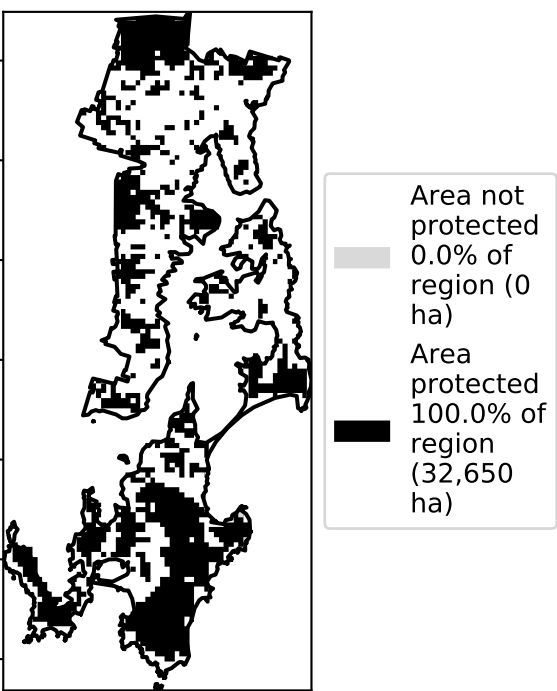 Area not
protected
0.0% of
region (0
ha)
Area
protected
100.0% of
region
(32,650
ha)